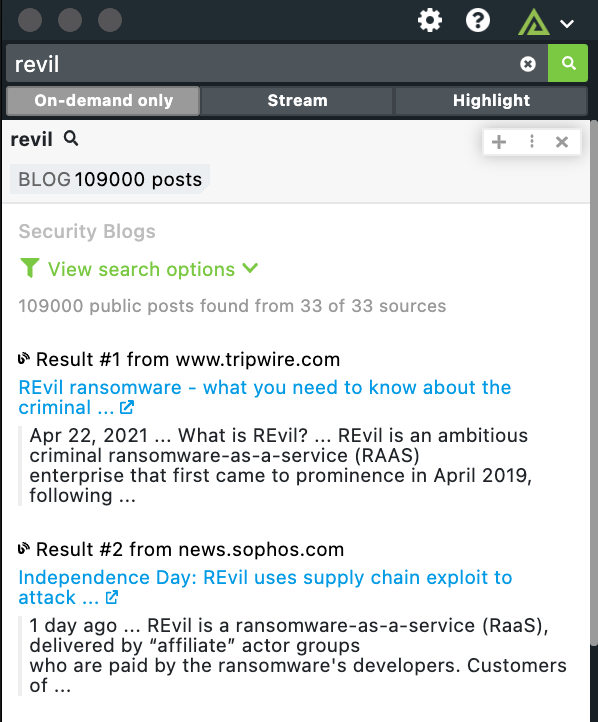 revil
On-demand only Stream Highlight
revil
BLOG 109000 posts
Security Blogs
View search options
109000 public posts found from 33 of 33 sources
Result #1 from www.tripwire.com
REvil ransomware - what you need to know about the
criminal ...
Apr 22, 2021 ... What is REvil? ... REvil is an ambitious
criminal ransomware-as-a-service (RAAS)
enterprise that first came to prominence in April 2019,
following ...
Result #2 from news.sophos.com
Independence Day: REvil uses supply chain exploit to
attack ...
1 day ago ... REvil is a ransomware-as-a-service (RaaS),
delivered by “affiliate” actor groups
who are paid by the ransomware's developers. Customers
of ...